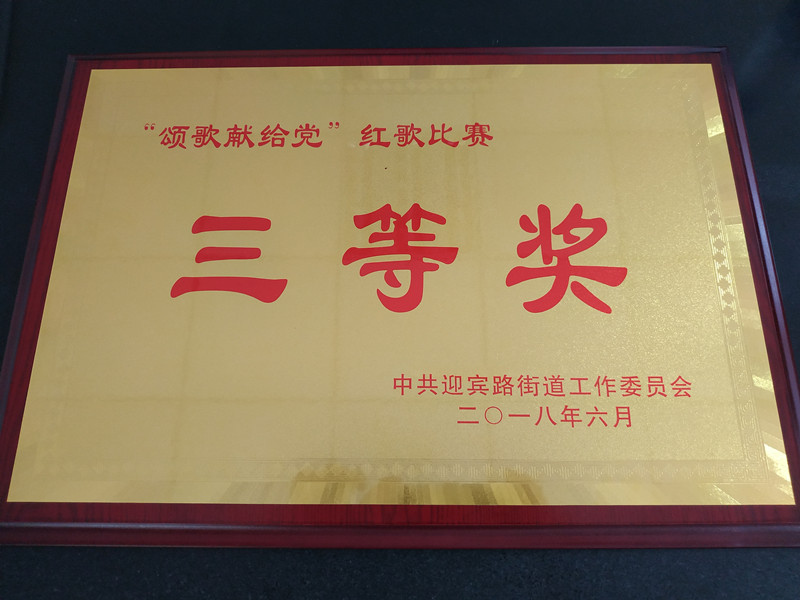 “颂歌献给党”红歌比赛
三等奖
中共迎宾路街道工作委员会
二〇一八年六月